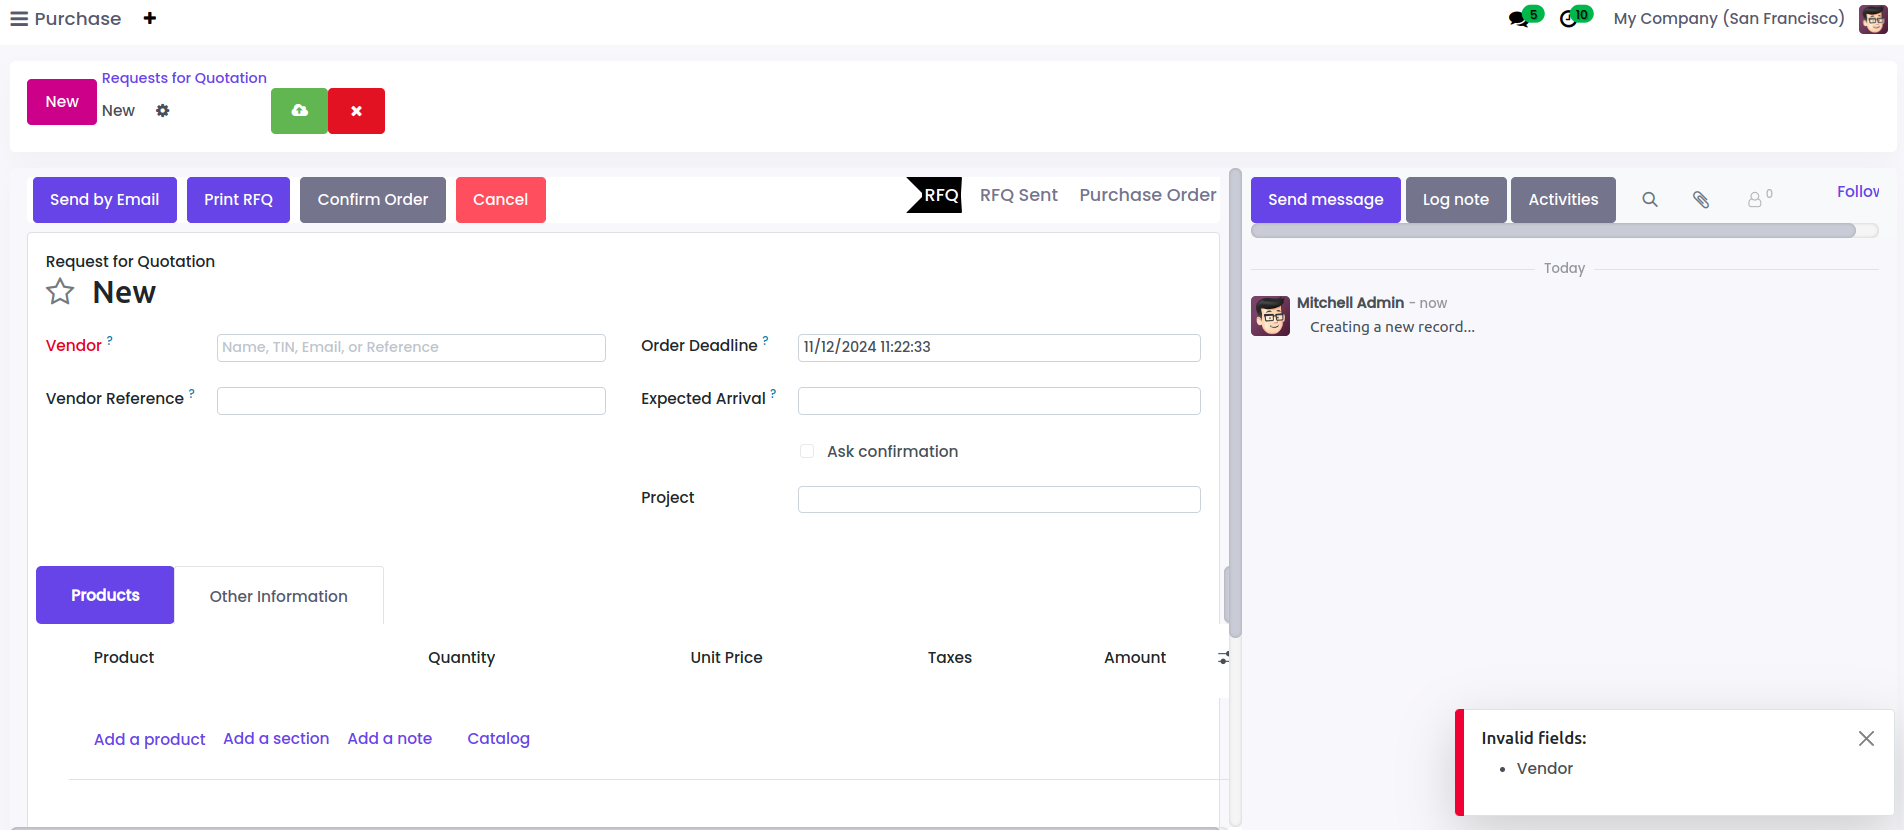 Purchase
5
10
My Company (San Francisco)
New
Requests for Quotation
New
Send by Email
Print RFQ
Confirm Order
Cancel
RFQ
RFQ Sent
Purchase Order
Send message
Log note
Activities
0
Follow
Request for Quotation
New
Today
Mitchell Admin - now
Creating a new record...
Vendor ?
Name, TIN, Email, or Reference
Order Deadline ?
11/12/2024 11:22:33
Vendor Reference ?
Expected Arrival ?
Ask confirmation
Project
Products
Other Information
Product
Quantity
Unit Price
Taxes
Amount
Add a product
Add a section
Add a note
Catalog
Invalid fields:
• Vendor